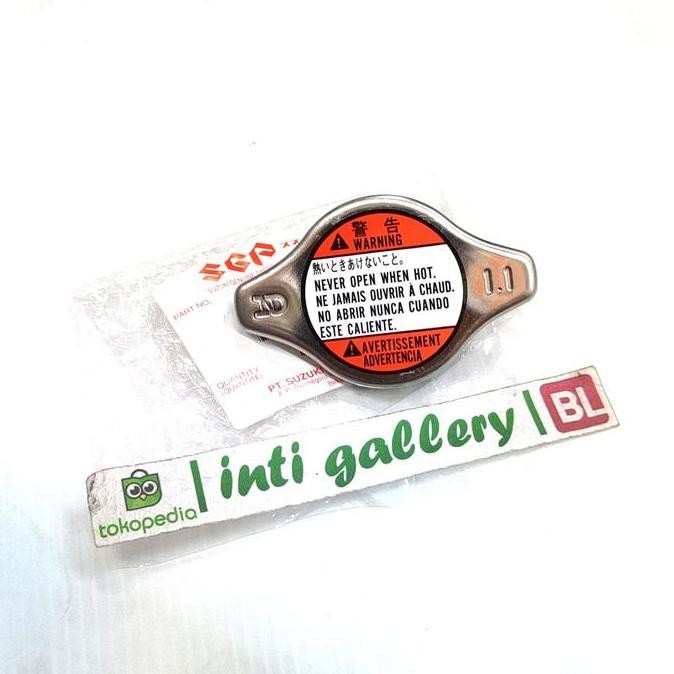 SGP
SUZUKI GENUINE
PART NO.
QUANTITY
PT. SUZUKI
警告
WARNING
熱いときあけないこと。
NEVER OPEN WHEN HOT.
NE JAMAIS OUVRIR À CHAUD.
NO ABRIR NUNCA CUANDO
ESTE CALIENTE.
AVERTISSEMENT
ADVERTENCIA
1.1
tokopedia
inti gallery
BL